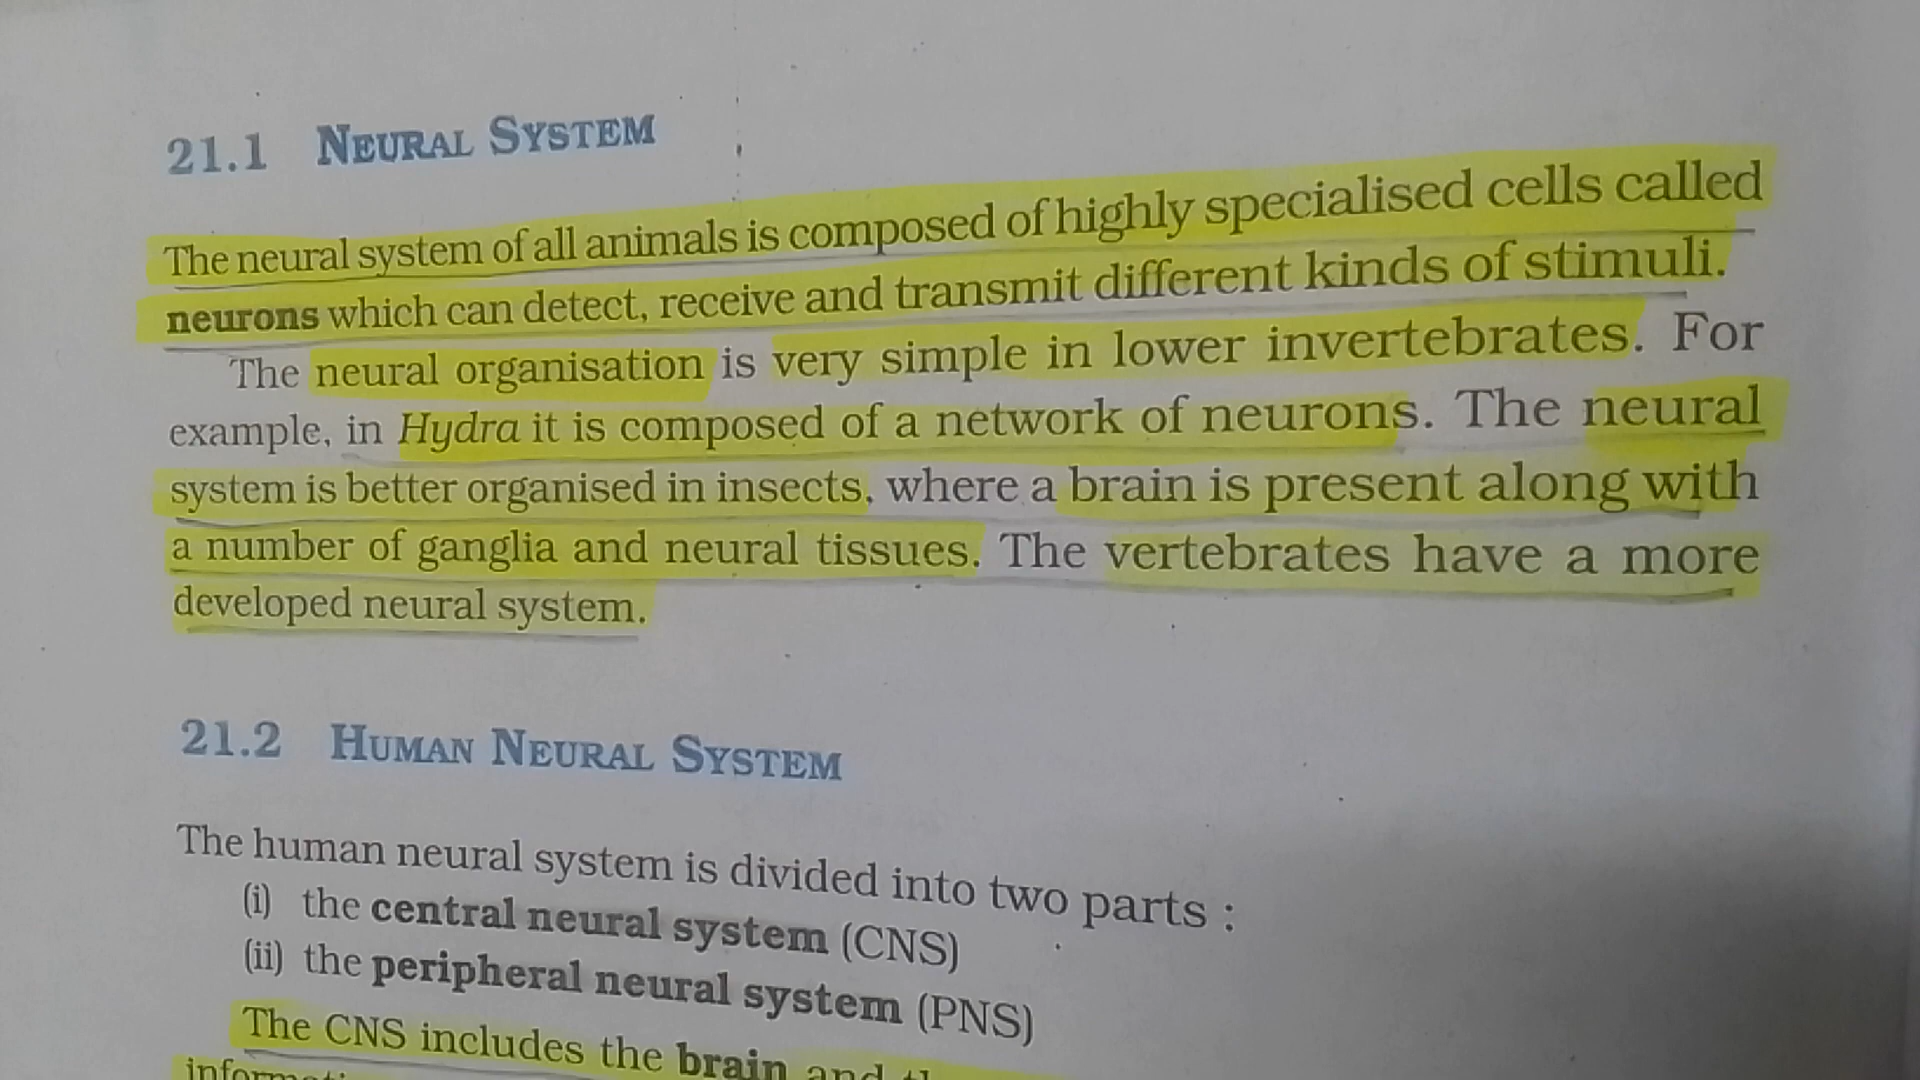 21.1 NEURAL SYSTEM
The neural system of all animals is composed of highly specialised cells called
neurons which can detect, receive and transmit different kinds of stimuli.
The neural organisation is very simple in lower invertebrates. For
example, in Hydra it is composed of a network of neurons. The neural
system is better organised in insects, where a brain is present along with
a number of ganglia and neural tissues. The vertebrates have a more
developed neural system.
21.2 HUMAN NEURAL SYSTEM
The human neural system is divided into two parts :
(i) the central neural system (CNS)
(ii) the peripheral neural system (PNS)
The CNS includes the brain and